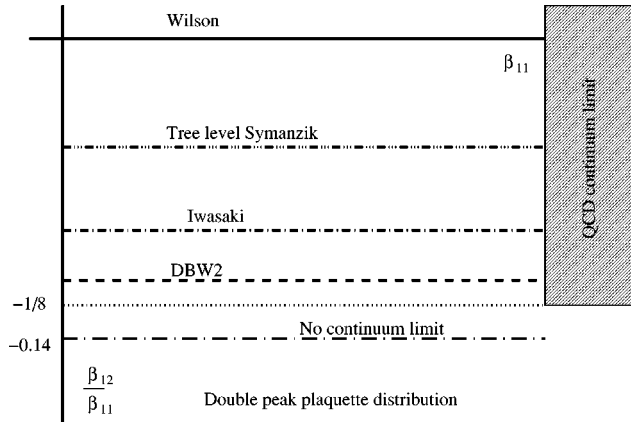 Wilson
β11
QCD continuum limit
Tree level Symanzik
Iwasaki
DBW2
−1/8
No continuum limit
−0.14
β12
β11
Double peak plaquette distribution